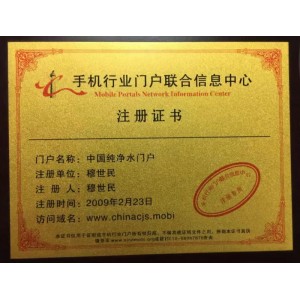 手机行业门户联合信息中心
Mobile Portals Network Information Center
注册证书
门户名称：中国纯净水门户
注册单位：穆世民
注 册 人：穆世民
注册时间：2009年2月23日
访问域名：www.chinacjs.mobi